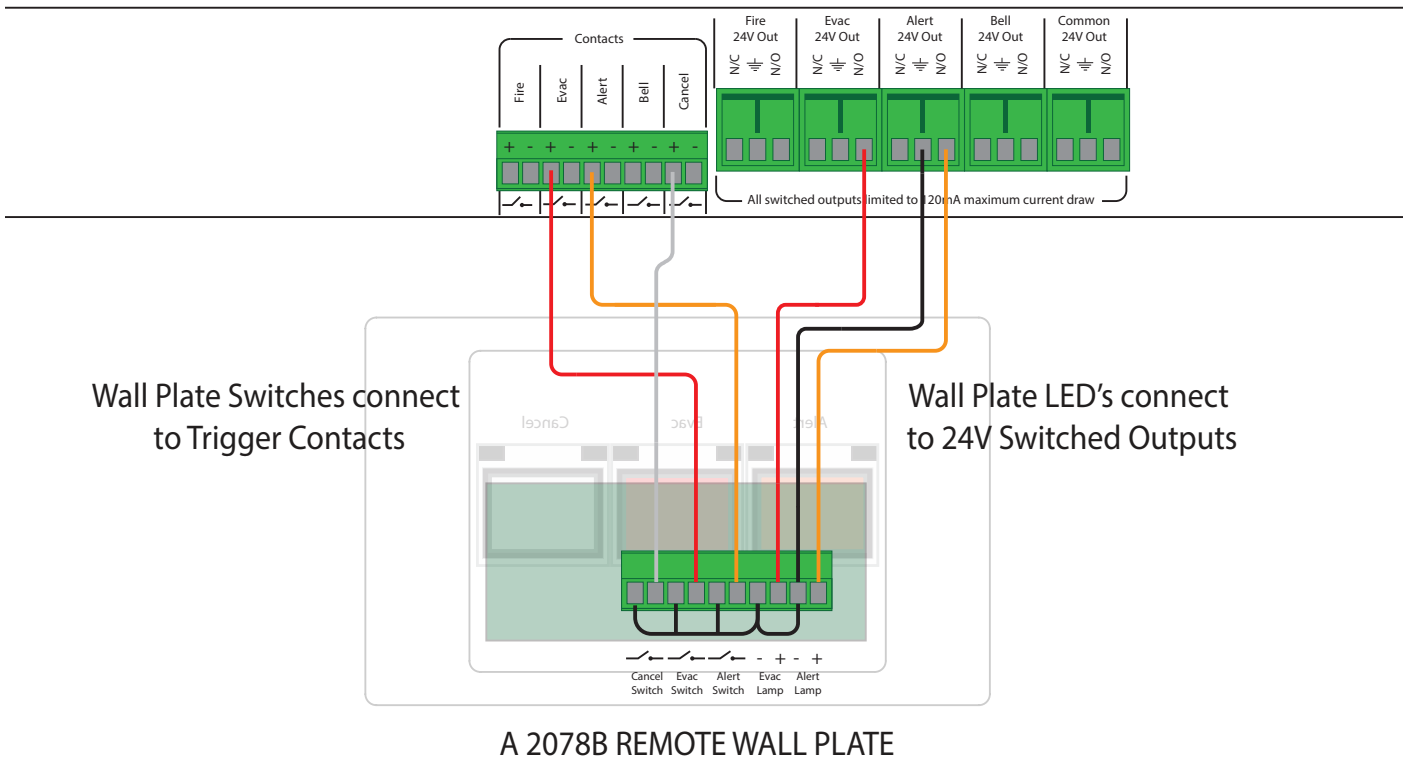 Contacts
Fire
Evac
Alert
Bell
Cancel
+ - + - + - + - + -
Fire
24V Out
Evac
24V Out
Alert
24V Out
Bell
24V Out
Common
24V Out
N/C N/O
N/C N/O
N/C N/O
N/C N/O
N/C N/O
All switched outputs limited to 120mA maximum current draw
Wall Plate Switches connect
to Trigger Contacts
Wall Plate LED's connect
to 24V Switched Outputs
Cancel
Evac
Alert
- + - +
Cancel
Switch
Evac
Switch
Alert
Switch
Evac
Lamp
Alert
Lamp
A 2078B REMOTE WALL PLATE